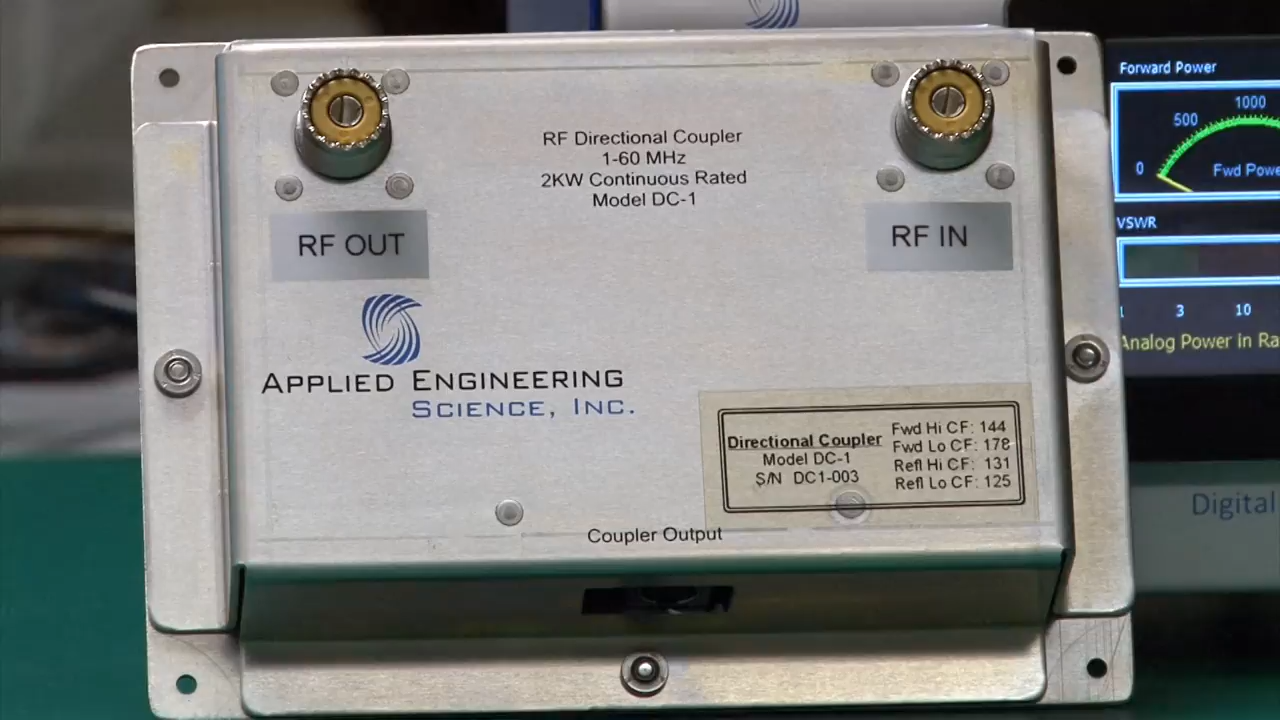 RF Directional Coupler
1-60 MHz
2KW Continuous Rated
Model DC-1
RF OUT
RF IN
APPLIED ENGINEERING
SCIENCE, INC.
Directional Coupler
Model DC-1
S/N DC1-003
Fwd Hi CF: 144
Fwd Lo CF: 178
Refl Hi CF: 131
Refl Lo CF: 125
Coupler Output
Forward Power
0 500 1000
Fwd Powe
VSWR
1 3 10
Analog Power in Ra
Digital